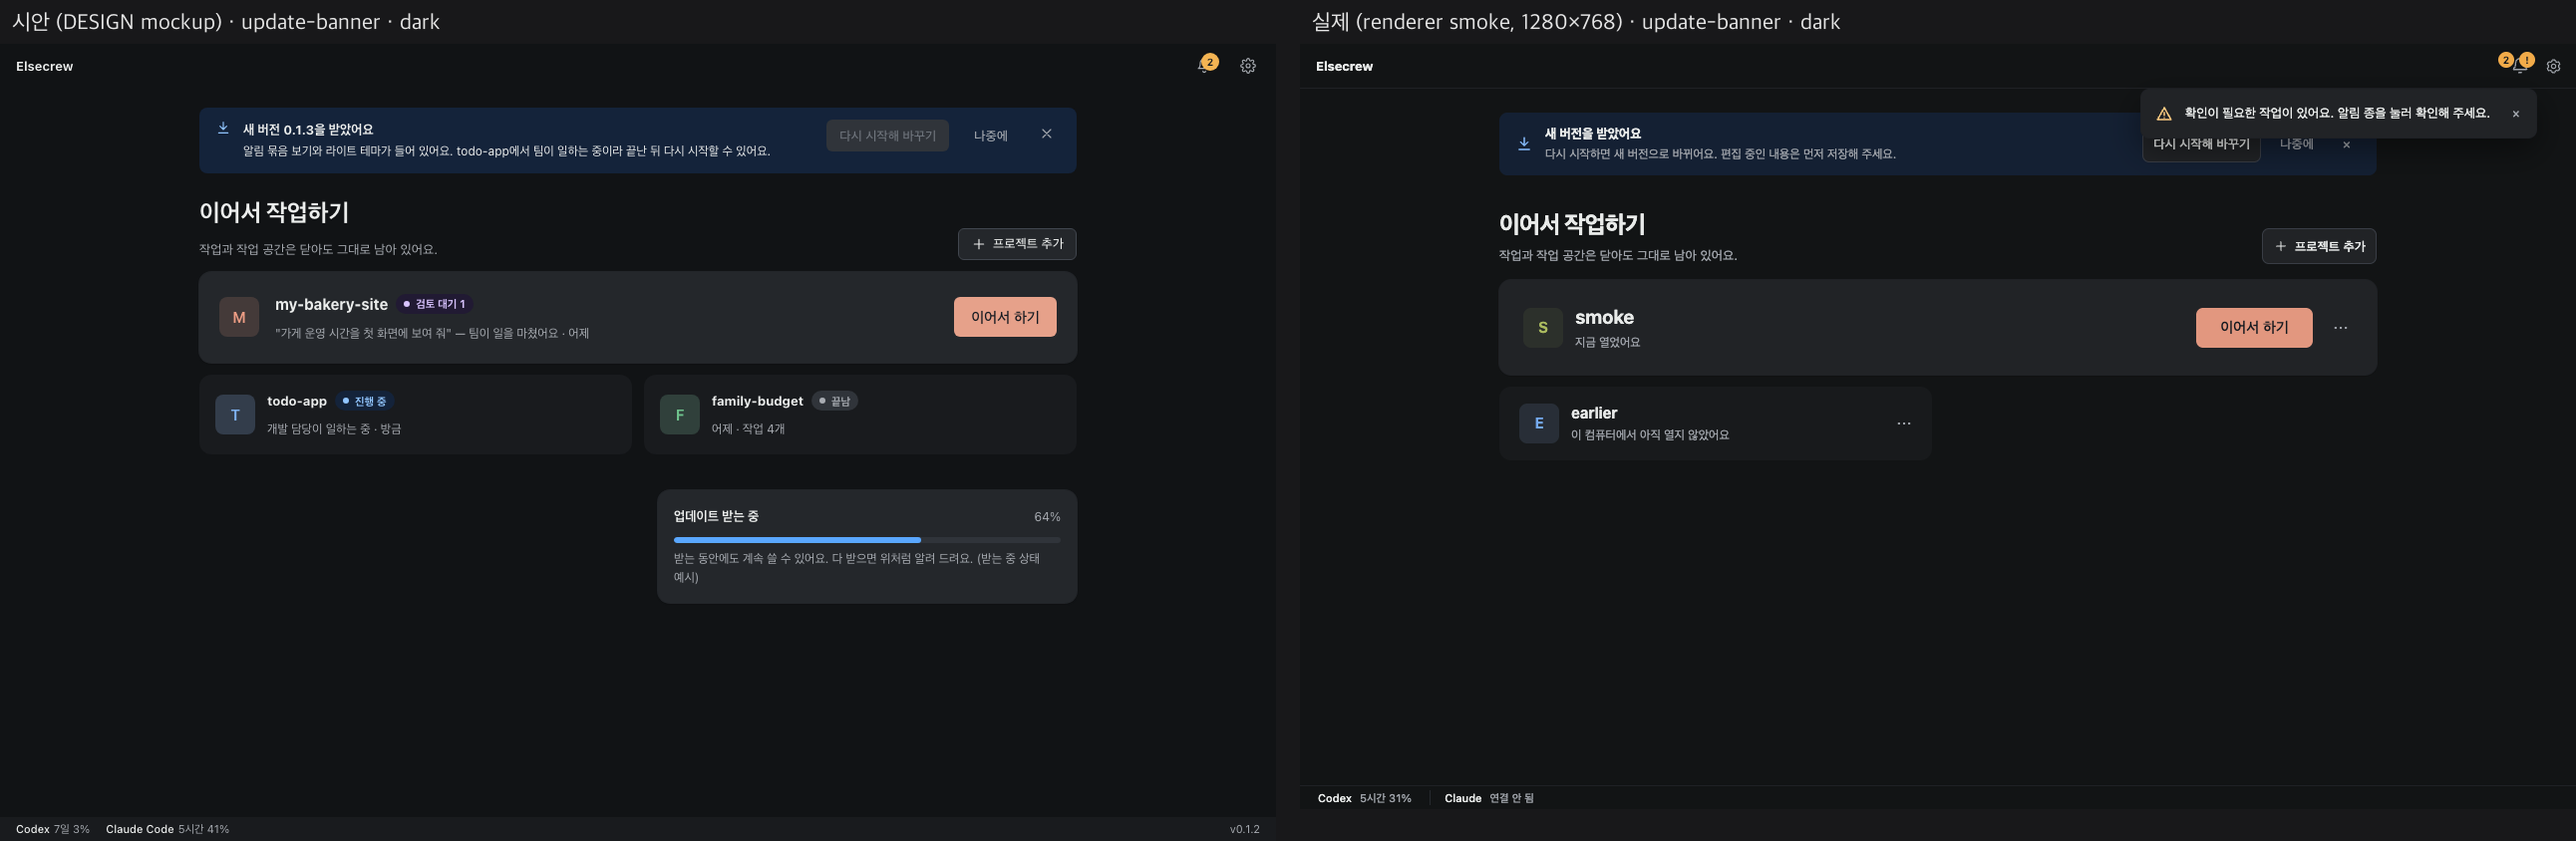 시안 (DESIGN mockup) · update-banner · dark
Elsecrew
2
새 버전 0.1.3을 받았어요
알림 묶음 보기와 라이트 테마가 들어 있어요. todo-app에서 팀이 일하는 중이라 끝난 뒤 다시 시작할 수 있어요.
다시 시작해 바꾸기
나중에
이어서 작업하기
작업과 작업 공간은 닫아도 그대로 남아 있어요.
프로젝트 추가
M
my-bakery-site
검토 대기 1
"가게 운영 시간을 첫 화면에 보여 줘" — 팀이 일을 마쳤어요 · 어제
이어서 하기
T
todo-app
진행 중
개발 담당이 일하는 중 · 방금
F
family-budget
끝남
어제 · 작업 4개
업데이트 받는 중
64%
받는 동안에도 계속 쓸 수 있어요. 다 받으면 위처럼 알려 드려요. (받는 중 상태
예시)
Codex 7일 3%
Claude Code 5시간 41%
v0.1.2
실제 (renderer smoke, 1280×768) · update-banner · dark
Elsecrew
2
!
확인이 필요한 작업이 있어요. 알림 종을 눌러 확인해 주세요.
새 버전을 받았어요
다시 시작하면 새 버전으로 바뀌어요. 편집 중인 내용은 먼저 저장해 주세요.
다시 시작해 바꾸기
나중에
이어서 작업하기
작업과 작업 공간은 닫아도 그대로 남아 있어요.
프로젝트 추가
S
smoke
지금 열었어요
이어서 하기
E
earlier
이 컴퓨터에서 아직 열지 않았어요
Codex 5시간 31%
Claude 연결 안 됨